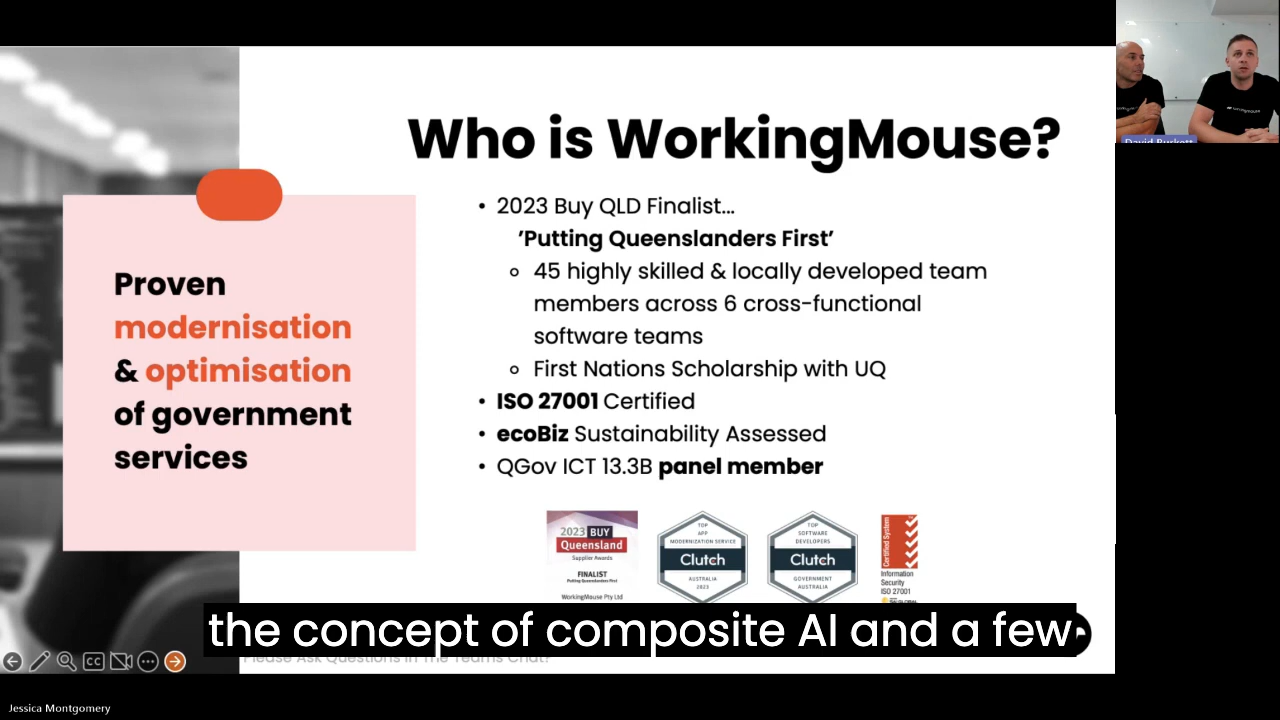 Who is WorkingMouse?
Proven
modernisation
& optimisation
of government
services
• 2023 Buy QLD Finalist...
’Putting Queenslanders First’
45 highly skilled & locally developed team
members across 6 cross-functional
software teams
First Nations Scholarship with UQ
• ISO 27001 Certified
• ecoBiz Sustainability Assessed
• QGov ICT 13.3B panel member
2023 BUY
Queensland
Supplier Awards
FINALIST
Putting Queenslanders First
WorkingMouse Pty Ltd
TOP
APP
MODERNIZATION SERVICE
Clutch
AUSTRALIA
2023
TOP
SOFTWARE
DEVELOPERS
Clutch
GOVERNMENT
AUSTRALIA
Certified System
Information
Security
ISO 27001
the concept of composite AI and a few
Please Ask Questions In The Teams Chat!
CC
David Burkett
Jessica Montgomery